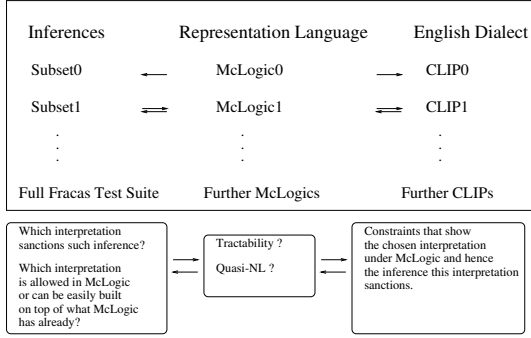 Inferences Representation Language English Dialect
Subset0 McLogic0 CLIP0
Subset1 McLogic1 CLIP1
. . .
. . .
. . .
Full Fracas Test Suite Further McLogics Further CLIPs
Which interpretation
sanctions such inference?
Which interpretation
is allowed in McLogic
or can be easily built
on top of what McLogic
has already?
Tractability ?
Quasi-NL ?
Constraints that show
the chosen interpretation
under McLogic and hence
the inference this interpretation
sanctions.